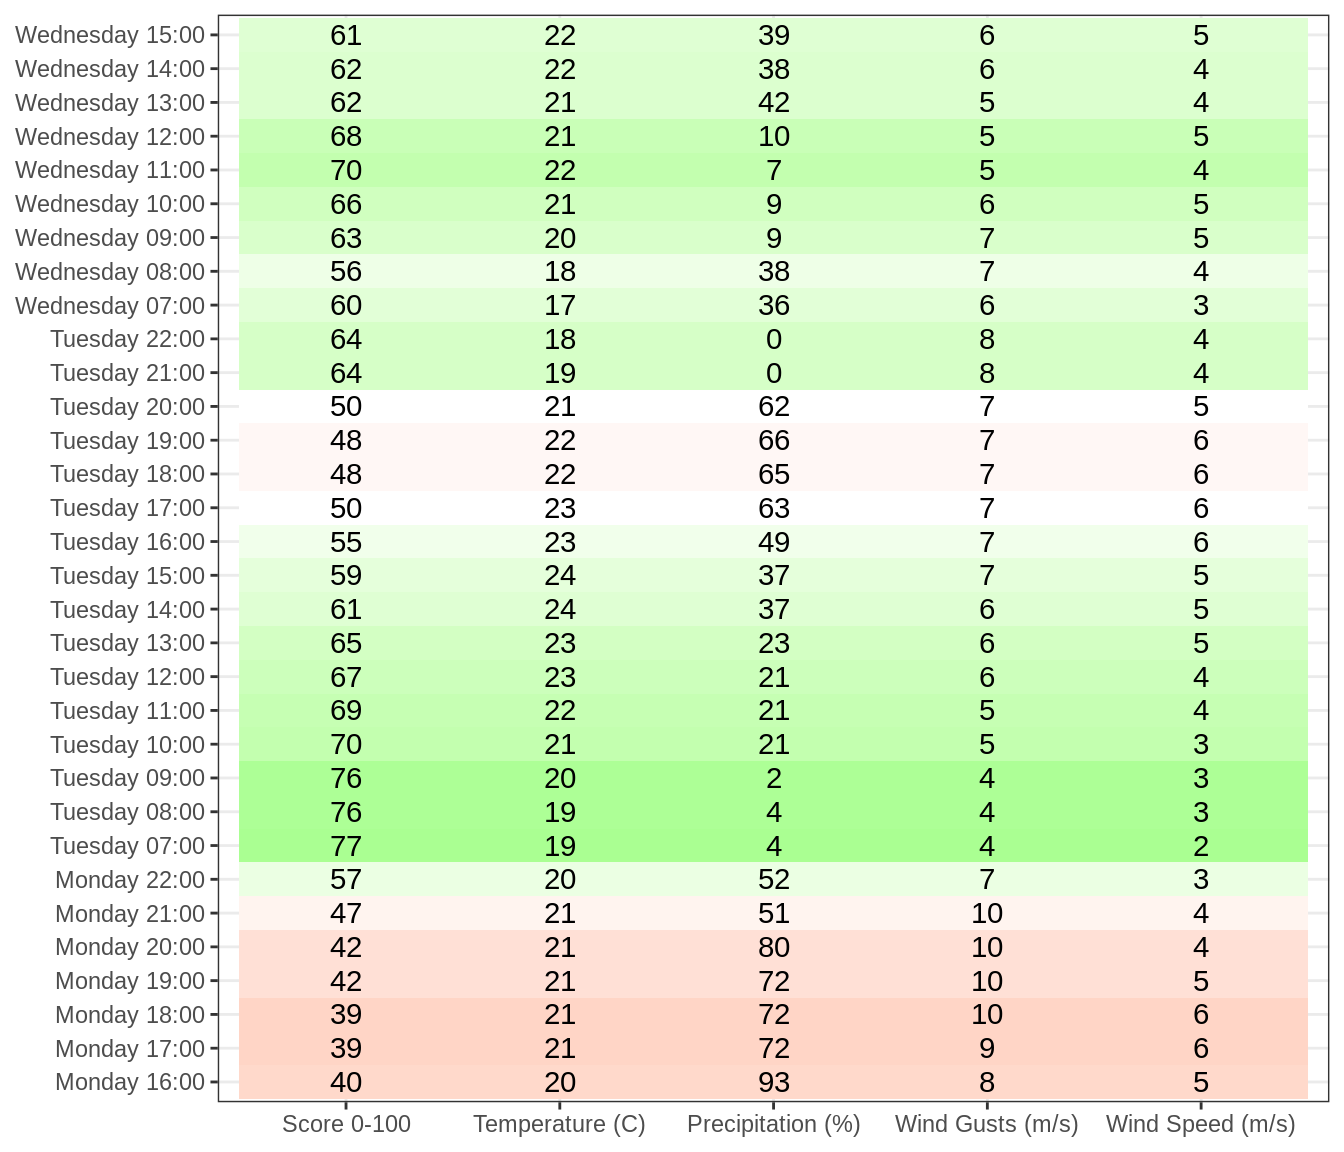 Wednesday 15:00 61 22 39 6 5
Wednesday 14:00 62 22 38 6 4
Wednesday 13:00 62 21 42 5 4
Wednesday 12:00 68 21 10 5 5
Wednesday 11:00 70 22 7 5 4
Wednesday 10:00 66 21 9 6 5
Wednesday 09:00 63 20 9 7 5
Wednesday 08:00 56 18 38 7 4
Wednesday 07:00 60 17 36 6 3
Tuesday 22:00 64 18 0 8 4
Tuesday 21:00 64 19 0 8 4
Tuesday 20:00 50 21 62 7 5
Tuesday 19:00 48 22 66 7 6
Tuesday 18:00 48 22 65 7 6
Tuesday 17:00 50 23 63 7 6
Tuesday 16:00 55 23 49 7 6
Tuesday 15:00 59 24 37 7 5
Tuesday 14:00 61 24 37 6 5
Tuesday 13:00 65 23 23 6 5
Tuesday 12:00 67 23 21 6 4
Tuesday 11:00 69 22 21 5 4
Tuesday 10:00 70 21 21 5 3
Tuesday 09:00 76 20 2 4 3
Tuesday 08:00 76 19 4 4 3
Tuesday 07:00 77 19 4 4 2
Monday 22:00 57 20 52 7 3
Monday 21:00 47 21 51 10 4
Monday 20:00 42 21 80 10 4
Monday 19:00 42 21 72 10 5
Monday 18:00 39 21 72 10 6
Monday 17:00 39 21 72 9 6
Monday 16:00 40 20 93 8 5
Score 0-100 Temperature (C) Precipitation (%) Wind Gusts (m/s) Wind Speed (m/s)